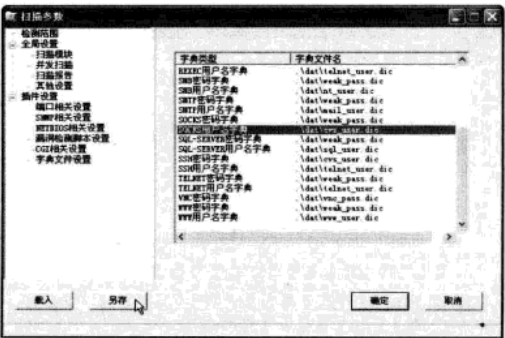 扫描参数
检测范围
全局设置
扫描模块
并发扫描
扫描报告
其他设置
插件设置
端口相关设置
SNMP相关设置
NETBIOS相关设置
漏洞检测脚本设置
CGI相关设置
字典文件设置
字典类型 字典文件名
REXEC用户名字典 .\dat\telnet_user.dic
SMB密码字典 .\dat\weak_pass.dic
SMB用户名字典 .\dat\nt_user.dic
SMTP密码字典 .\dat\weak_pass.dic
SMTP用户名字典 .\dat\mail_user.dic
SOCKS密码字典 .\dat\weak_pass.dic
SOCKS用户名字典 .\dat\cvs_user.dic
SQL-SERVER密码字典 .\dat\weak_pass.dic
SQL-SERVER用户名字典 .\dat\sql_user.dic
SSH密码字典 .\dat\cvs_user.dic
SSH用户名字典 .\dat\telnet_user.dic
TELNET密码字典 .\dat\weak_pass.dic
TELNET用户名字典 .\dat\telnet_user.dic
VNC密码字典 .\dat\vnc_pass.dic
WWW密码字典 .\dat\weak_pass.dic
WWW用户名字典 .\dat\www_user.dic
载入 另存 确定 取消